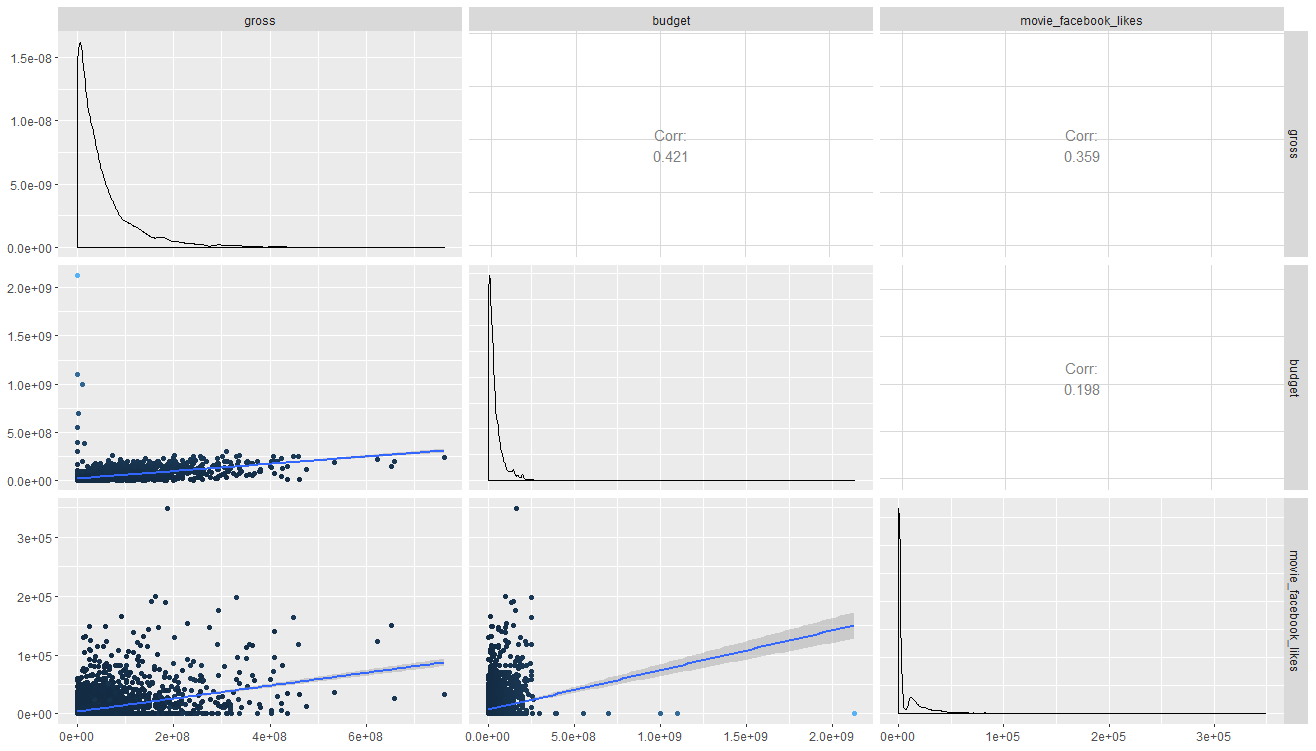 gross budget movie_facebook_likes
1.5e-08
1.0e-08
5.0e-09
0.0e+00
Corr:
0.421
Corr:
0.359
gross
2.0e+09
1.5e+09
1.0e+09
5.0e+08
0.0e+00
Corr:
0.198
budget
3e+05
2e+05
1e+05
0e+00
movie_facebook_likes
0e+00 2e+08 4e+08 6e+08 0.0e+00 5.0e+08 1.0e+09 1.5e+09 2.0e+09 0e+00 1e+05 2e+05 3e+05